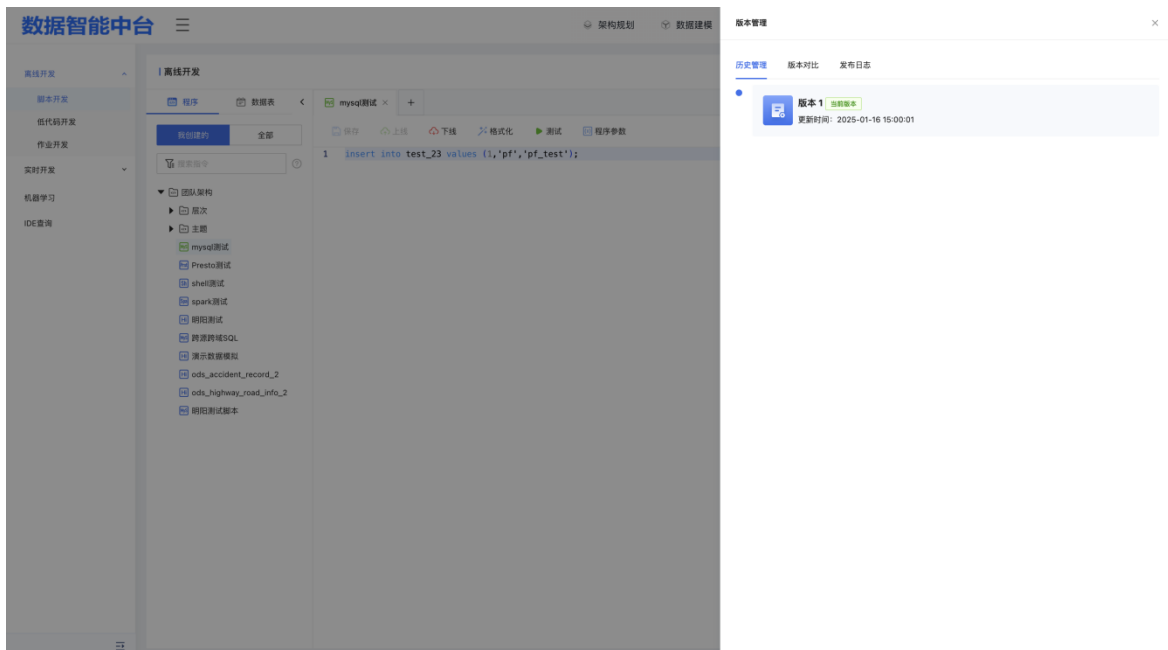 数据智能中台
架构规划
数据建模
离线开发
脚本开发
低代码开发
作业开发
实时开发
机器学习
IDE查询
离线开发
程序
数据表
mysql测试
+
我创建的
全部
搜索指令
保存
上线
下线
格式化
测试
程序参数
1 insert into test_23 values (1,'pf','pf_test');
团队架构
层次
主题
mysql测试
Presto测试
shell测试
spark测试
明阳测试
跨源跨域SQL
演示数据模拟
ods_accident_record_2
ods_highway_road_info_2
明阳测试脚本
版本管理
历史管理
版本对比
发布日志
版本 1 当前版本
更新时间：2025-01-16 15:00:01